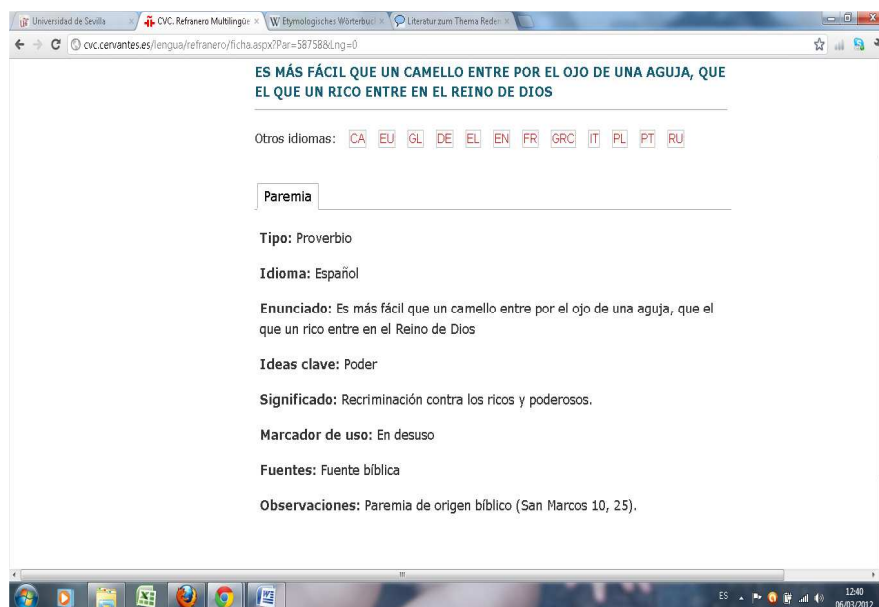 Universidad de Sevilla
CVC. Refranero Multilingüe
W Etymologisches Wörterbuch
Literatur zum Thema Reden
cvc.cervantes.es/lengua/refranero/ficha.aspx?Par=58758&Lng=0
ES MÁS FÁCIL QUE UN CAMELLO ENTRE POR EL OJO DE UNA AGUJA, QUE
EL QUE UN RICO ENTRE EN EL REINO DE DIOS
Otros idiomas: CA EU GL DE EL EN FR GRC IT PL PT RU
Paremia
Tipo: Proverbio
Idioma: Español
Enunciado: Es más fácil que un camello entre por el ojo de una aguja, que el
que un rico entre en el Reino de Dios
Ideas clave: Poder
Significado: Recriminación contra los ricos y poderosos.
Marcador de uso: En desuso
Fuentes: Fuente bíblica
Observaciones: Paremia de origen bíblico (San Marcos 10, 25).
ES
12:40
06/03/2012